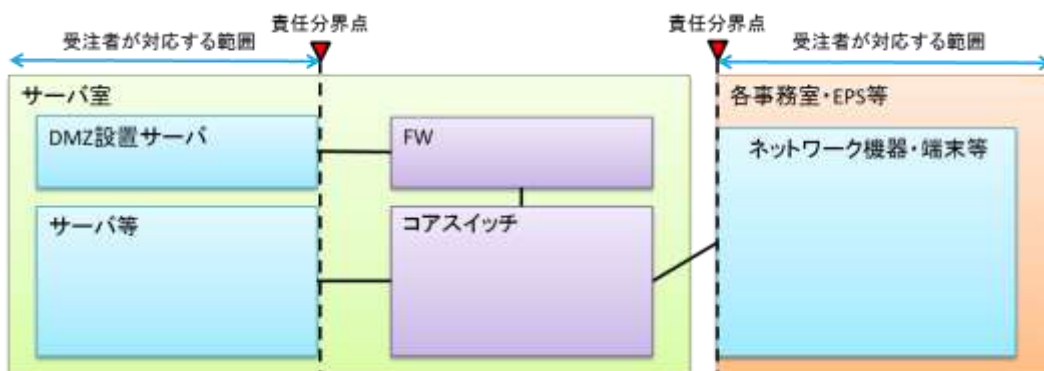 責任分界点
責任分界点
受注者が対応する範囲
受注者が対応する範囲
サーバ室
各事務室・EPS等
DMZ設置サーバ
FW
ネットワーク機器・端末等
サーバ等
コアスイッチ